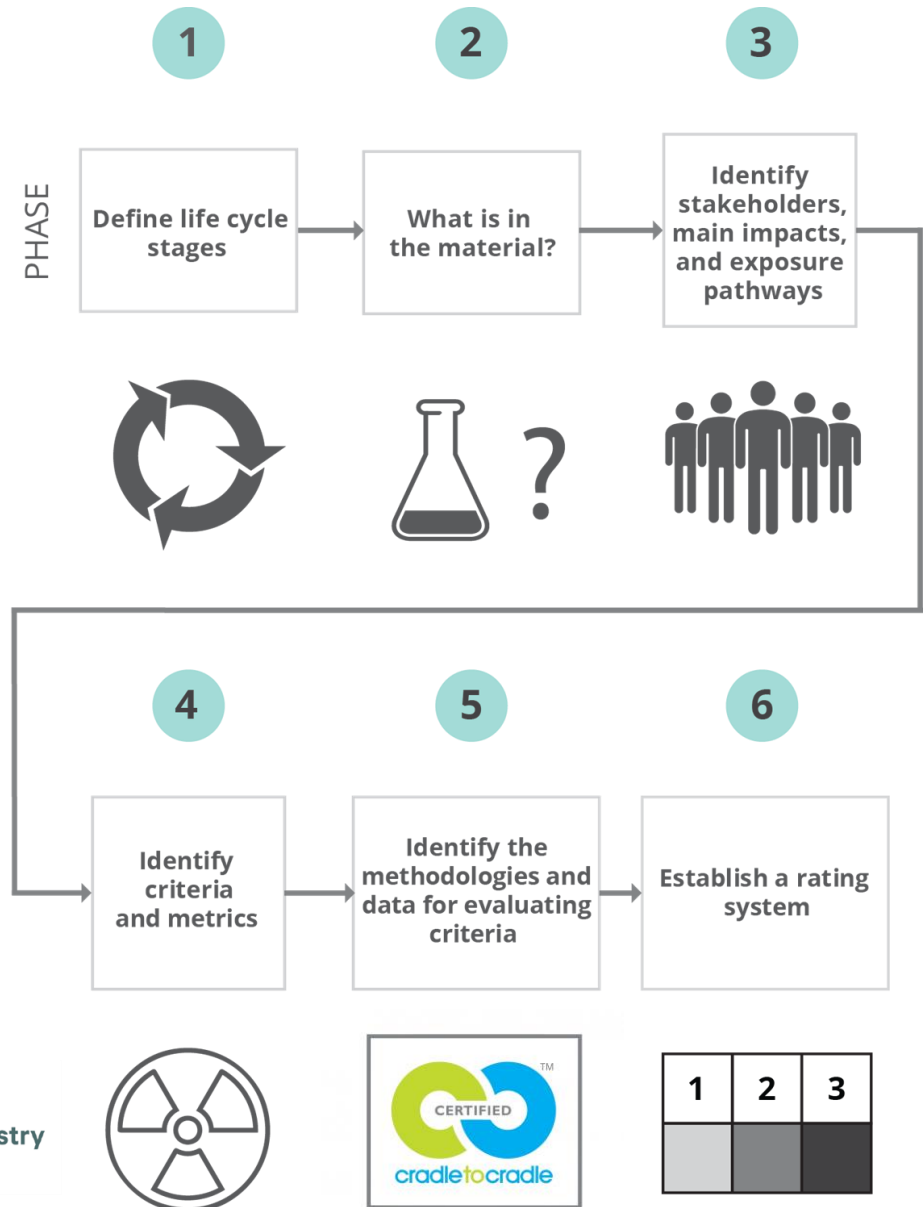 1
2
3
PHASE
Define life cycle
stages
What is in
the material?
Identify
stakeholders,
main impacts,
and exposure
pathways
?
4
5
6
Identify
criteria
and metrics
Identify the
methodologies and
data for evaluating
criteria
Establish a rating
system
stry
CERTIFIED
TM
cradletocradle
1 2 3